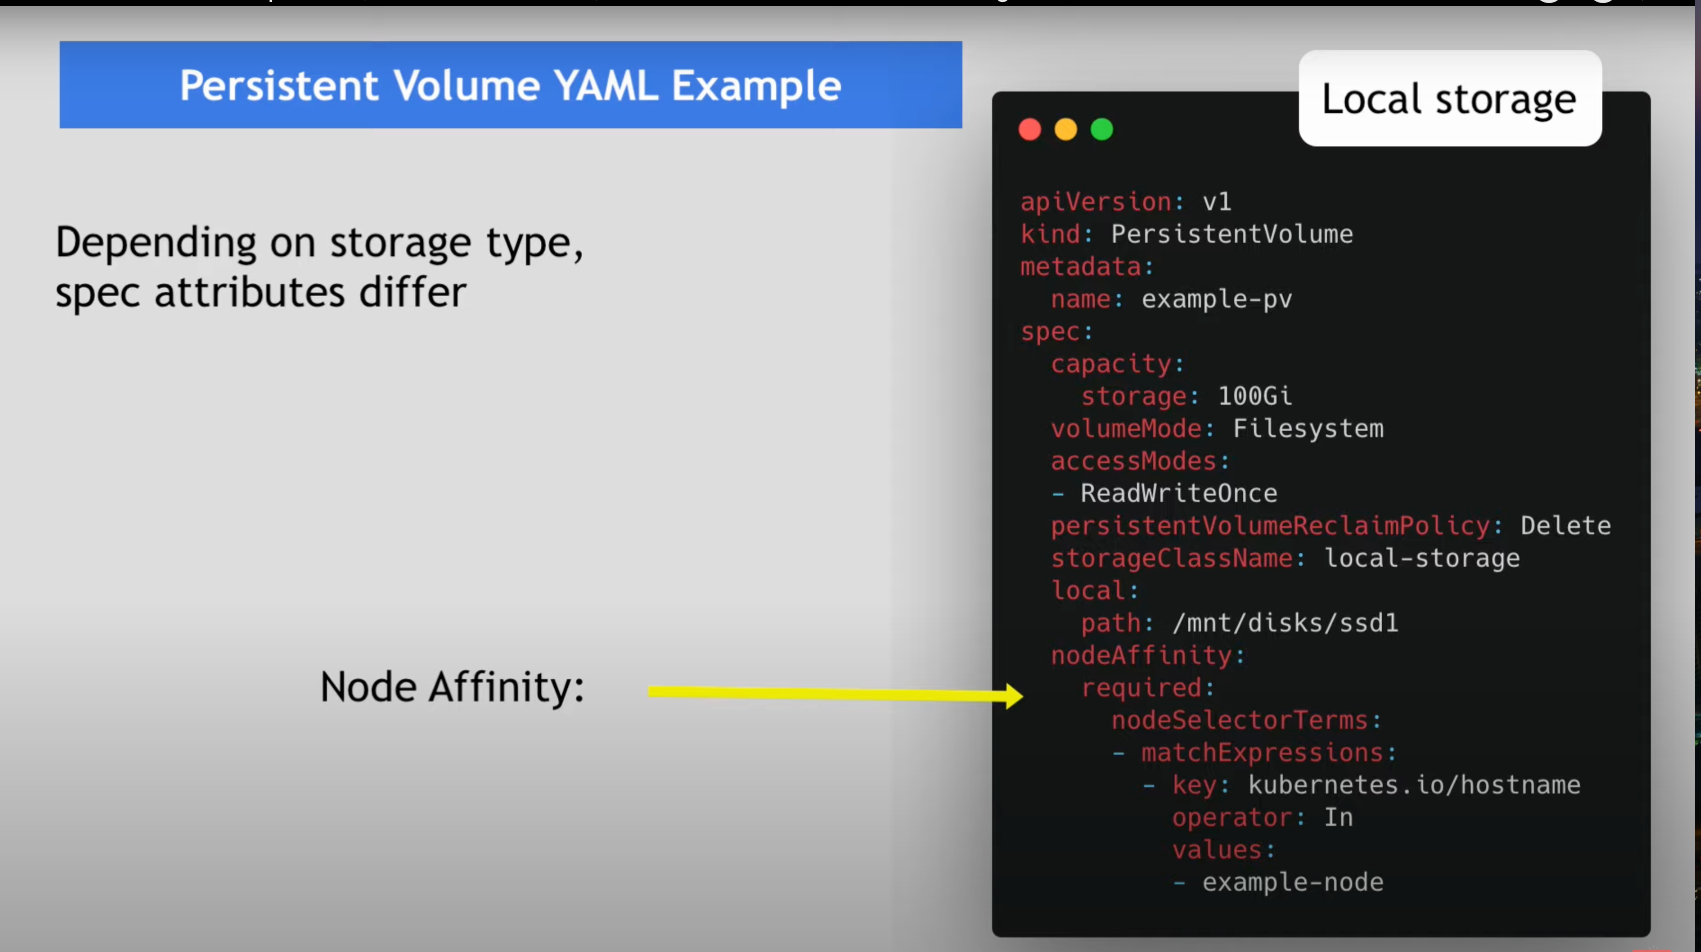 Persistent Volume YAML Example
Local storage
Depending on storage type,
spec attributes differ
Node Affinity:
apiVersion: v1
kind: PersistentVolume
metadata:
  name: example-pv
spec:
  capacity:
    storage: 100Gi
  volumeMode: Filesystem
  accessModes:
  - ReadWriteOnce
  persistentVolumeReclaimPolicy: Delete
  storageClassName: local-storage
  local:
    path: /mnt/disks/ssd1
  nodeAffinity:
    required:
      nodeSelectorTerms:
      - matchExpressions:
        - key: kubernetes.io/hostname
          operator: In
          values:
          - example-node